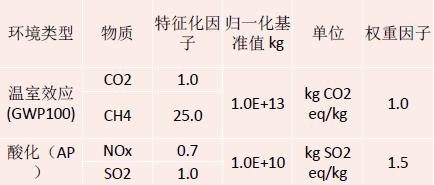 环境类型 物质 特征化因子 归一化基准值 kg 单位 权重因子
温室效应(GWP100) CO2 1.0 1.0E+13 kg CO2 eq/kg 1.0
CH4 25.0
酸化（AP） NOx 0.7 1.0E+10 kg SO2 eq/kg 1.5
SO2 1.0